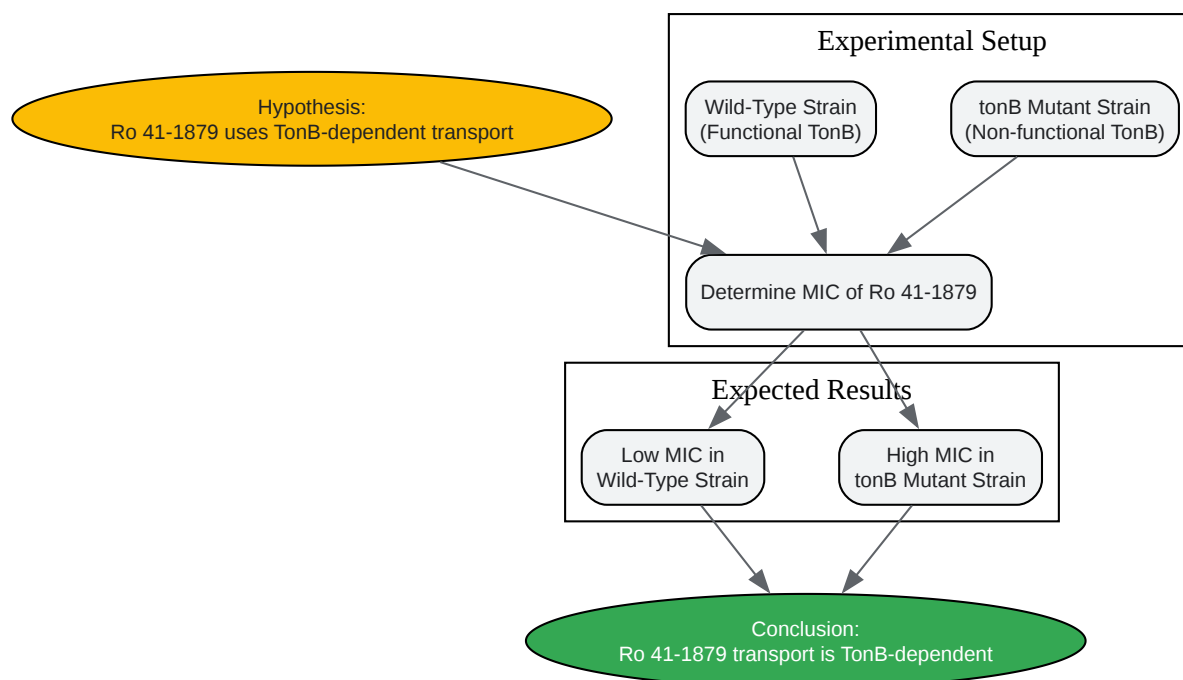 Experimental Setup
Hypothesis:
Ro 41-1879 uses TonB-dependent transport
Wild-Type Strain
(Functional TonB)
tonB Mutant Strain
(Non-functional TonB)
Determine MIC of Ro 41-1879
Expected Results
Low MIC in
Wild-Type Strain
High MIC in
tonB Mutant Strain
Conclusion:
Ro 41-1879 transport is TonB-dependent